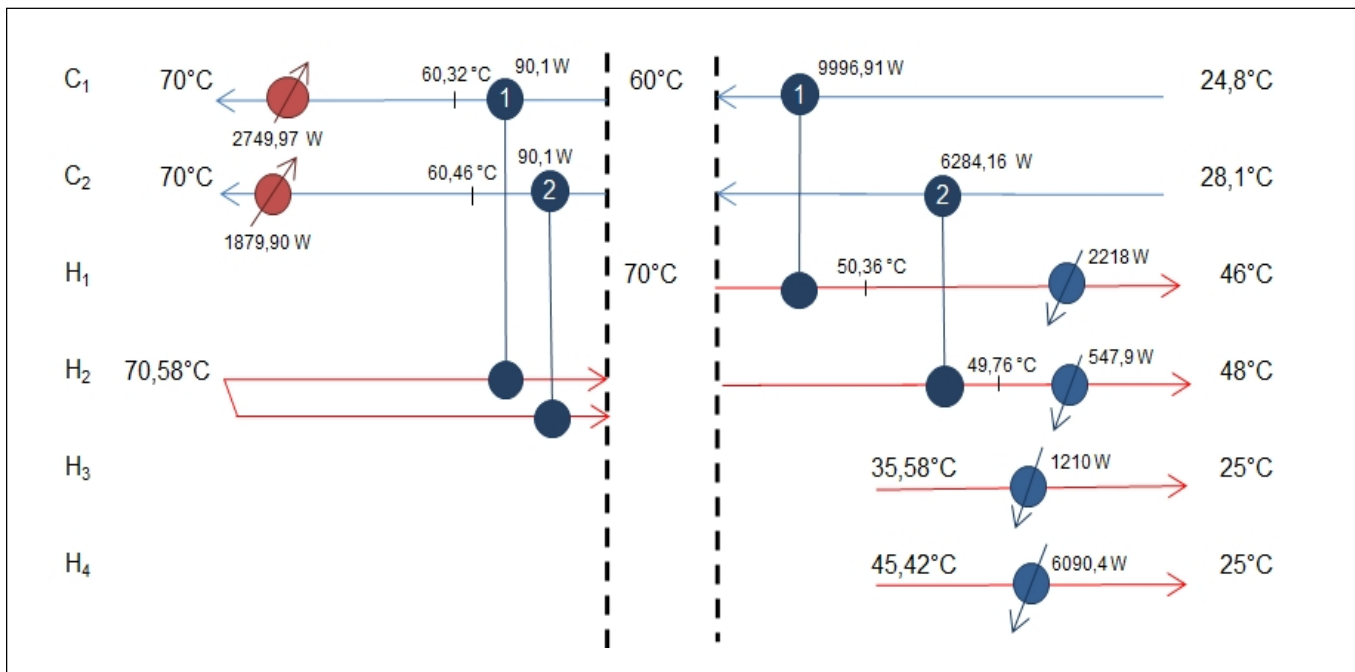 C1 70°C 60,32 °C 90,1 W 60°C 9996,91 W 24,8°C
1
1
2749,97 W
C2 70°C 60,46 °C 90,1 W 6284,16 W 28,1°C
2
2
1879,90 W
H1 70°C 50,36 °C 2218 W 46°C
H2 70,58°C 49,76 °C 547,9 W 48°C
H3 35,58°C 1210 W 25°C
H4 45,42°C 6090,4 W 25°C